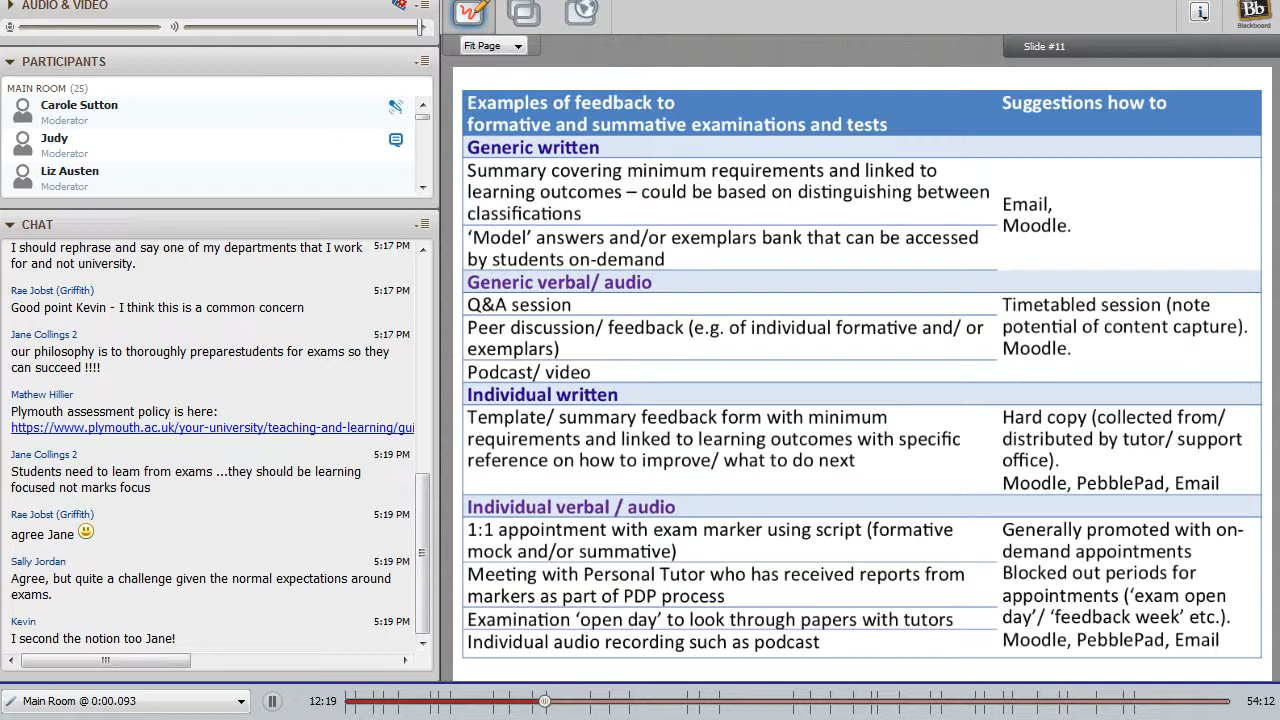 AUDIO & VIDEO
PARTICIPANTS
MAIN ROOM (25)
Carole Sutton
Moderator
Judy
Moderator
Liz Austen
Moderator
CHAT
I should rephrase and say one of my departments that I work 5:17 PM
for and not university.
Rae Jobst (Griffith) 5:17 PM
Good point Kevin - I think this is a common concern
Jane Collings 2 5:17 PM
our philosophy is to thoroughly preparestudents for exams so they
can succeed !!!!
Mathew Hillier 5:17 PM
Plymouth assessment policy is here:
https://www.plymouth.ac.uk/your-university/teaching-and-learning/gui
Jane Collings 2 5:19 PM
Students need to learn from exams ...they should be learning
focused not marks focus
Rae Jobst (Griffith) 5:19 PM
agree Jane
Sally Jordan 5:19 PM
Agree, but quite a challenge given the normal expectations around
exams.
Kevin 5:19 PM
I second the notion too Jane!
Main Room @ 0:00.093
12:19
54:12
Fit Page
Slide #11
Bb
Blackboard
Examples of feedback to
formative and summative examinations and tests
Suggestions how to
Generic written
Summary covering minimum requirements and linked to
learning outcomes – could be based on distinguishing between
classifications
‘Model’ answers and/or exemplars bank that can be accessed
by students on-demand
Email,
Moodle.
Generic verbal/ audio
Q&A session
Peer discussion/ feedback (e.g. of individual formative and/ or
exemplars)
Podcast/ video
Timetabled session (note
potential of content capture).
Moodle.
Individual written
Template/ summary feedback form with minimum
requirements and linked to learning outcomes with specific
reference on how to improve/ what to do next
Hard copy (collected from/
distributed by tutor/ support
office).
Moodle, PebblePad, Email
Individual verbal / audio
1:1 appointment with exam marker using script (formative
mock and/or summative)
Meeting with Personal Tutor who has received reports from
markers as part of PDP process
Examination ‘open day’ to look through papers with tutors
Individual audio recording such as podcast
Generally promoted with on-
demand appointments
Blocked out periods for
appointments (‘exam open
day’/ ‘feedback week’ etc.).
Moodle, PebblePad, Email